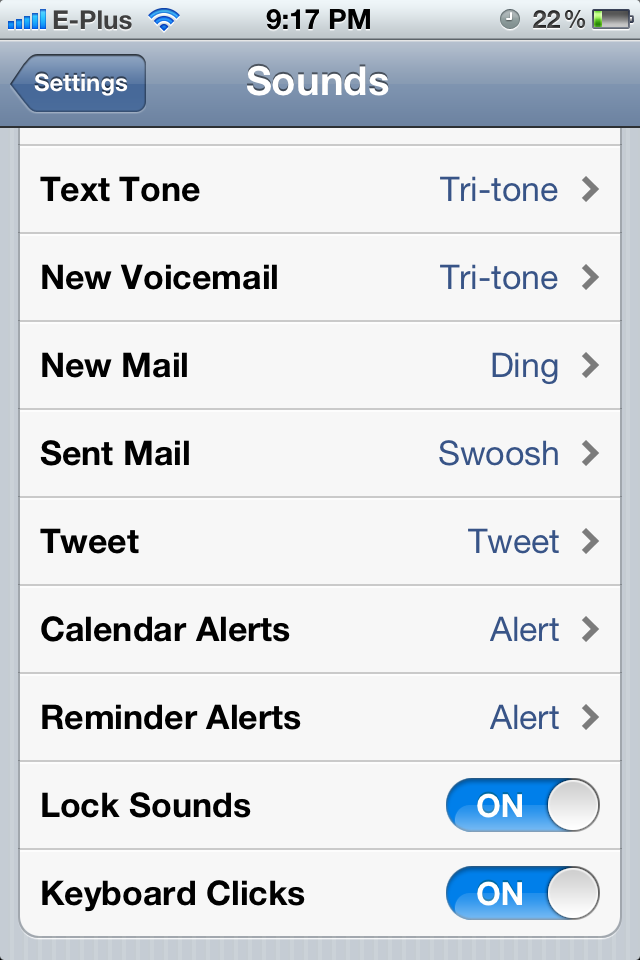 E-Plus 9:17 PM 22%
Settings Sounds
Text Tone Tri-tone
New Voicemail Tri-tone
New Mail Ding
Sent Mail Swoosh
Tweet Tweet
Calendar Alerts Alert
Reminder Alerts Alert
Lock Sounds ON
Keyboard Clicks ON